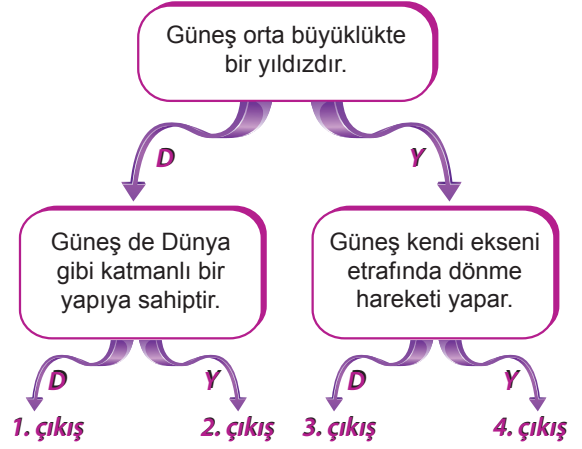 Güneş orta büyüklükte
bir yıldızdır.
D
Y
Güneş de Dünya
gibi katmanlı bir
yapıya sahiptir.
Güneş kendi ekseni
etrafında dönme
hareketi yapar.
D
Y
D
Y
1. çıkış
2. çıkış
3. çıkış
4. çıkış